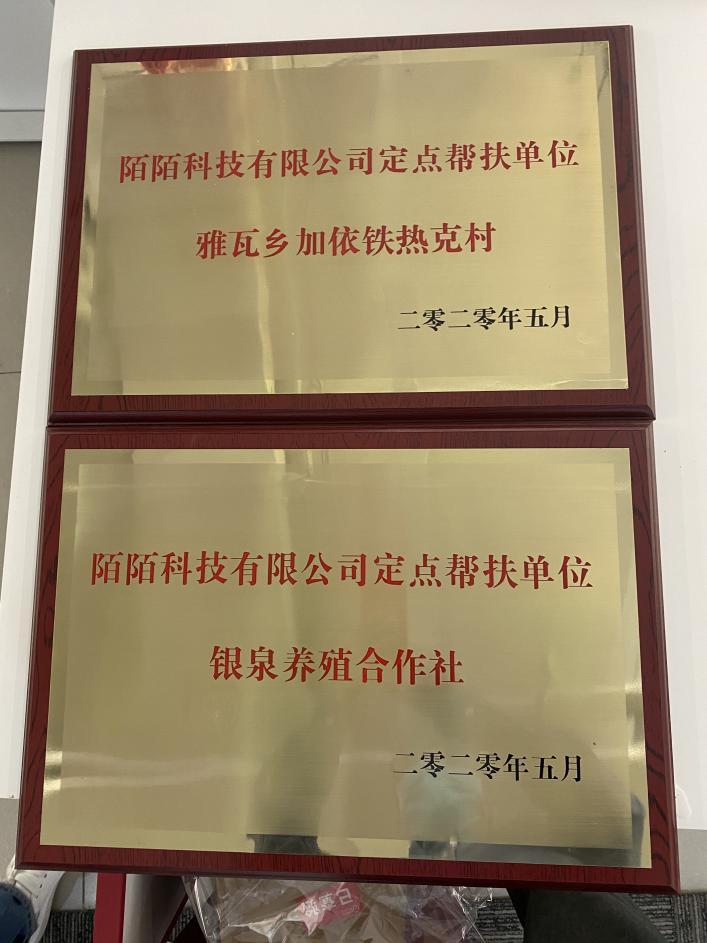 陌陌科技有限公司定点帮扶单位
雅瓦乡加依铁热克村
二零二零年五月
陌陌科技有限公司定点帮扶单位
银泉养殖合作社
二零二零年五月